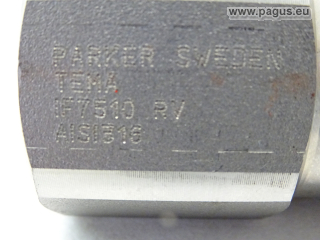 www.pagus.eu
PARKER SWEDEN
TEMA
IF7510 RV
AISI316